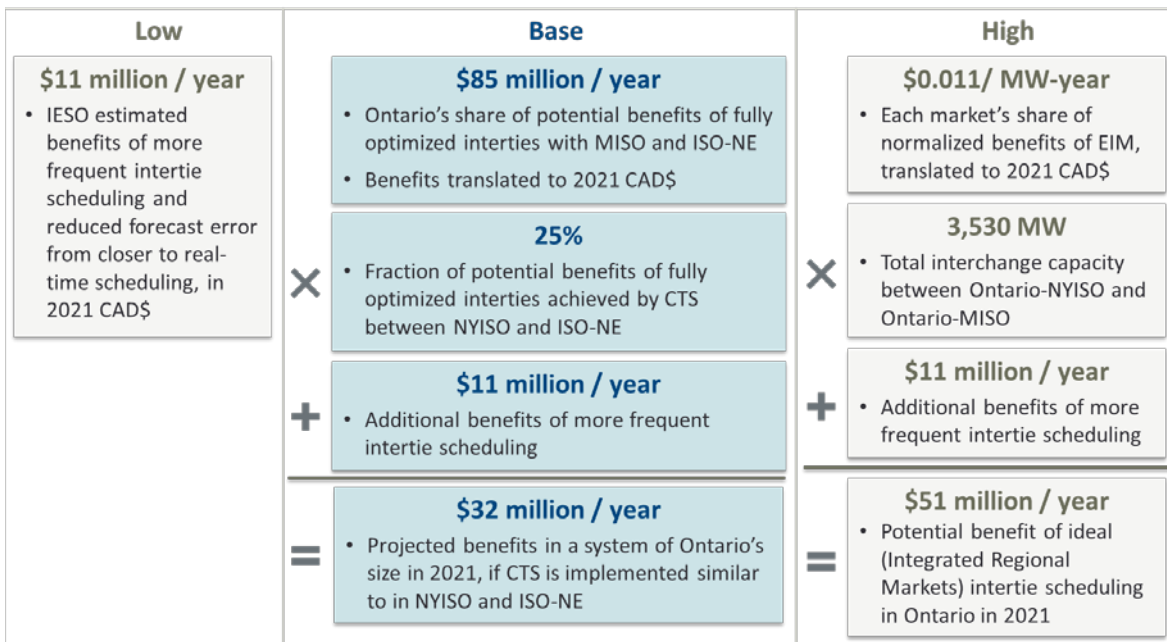 Low
$11 million / year
• IESO estimated
benefits of more
frequent intertie
scheduling and
reduced forecast error
from closer to real-
time scheduling, in
2021 CAD$
Base
$85 million / year
• Ontario's share of potential benefits of fully
optimized interties with MISO and ISO-NE
• Benefits translated to 2021 CAD$
×
25%
• Fraction of potential benefits of fully
optimized interties achieved by CTS
between NYISO and ISO-NE
+
$11 million / year
• Additional benefits of more frequent
intertie scheduling
=
$32 million / year
• Projected benefits in a system of Ontario's
size in 2021, if CTS is implemented similar
to in NYISO and ISO-NE
High
$0.011/ MW-year
• Each market's share of
normalized benefits of EIM,
translated to 2021 CAD$
×
3,530 MW
• Total interchange capacity
between Ontario-NYISO and
Ontario-MISO
+
$11 million / year
• Additional benefits of more
frequent intertie scheduling
=
$51 million / year
• Potential benefit of ideal
(Integrated Regional
Markets) intertie scheduling
in Ontario in 2021